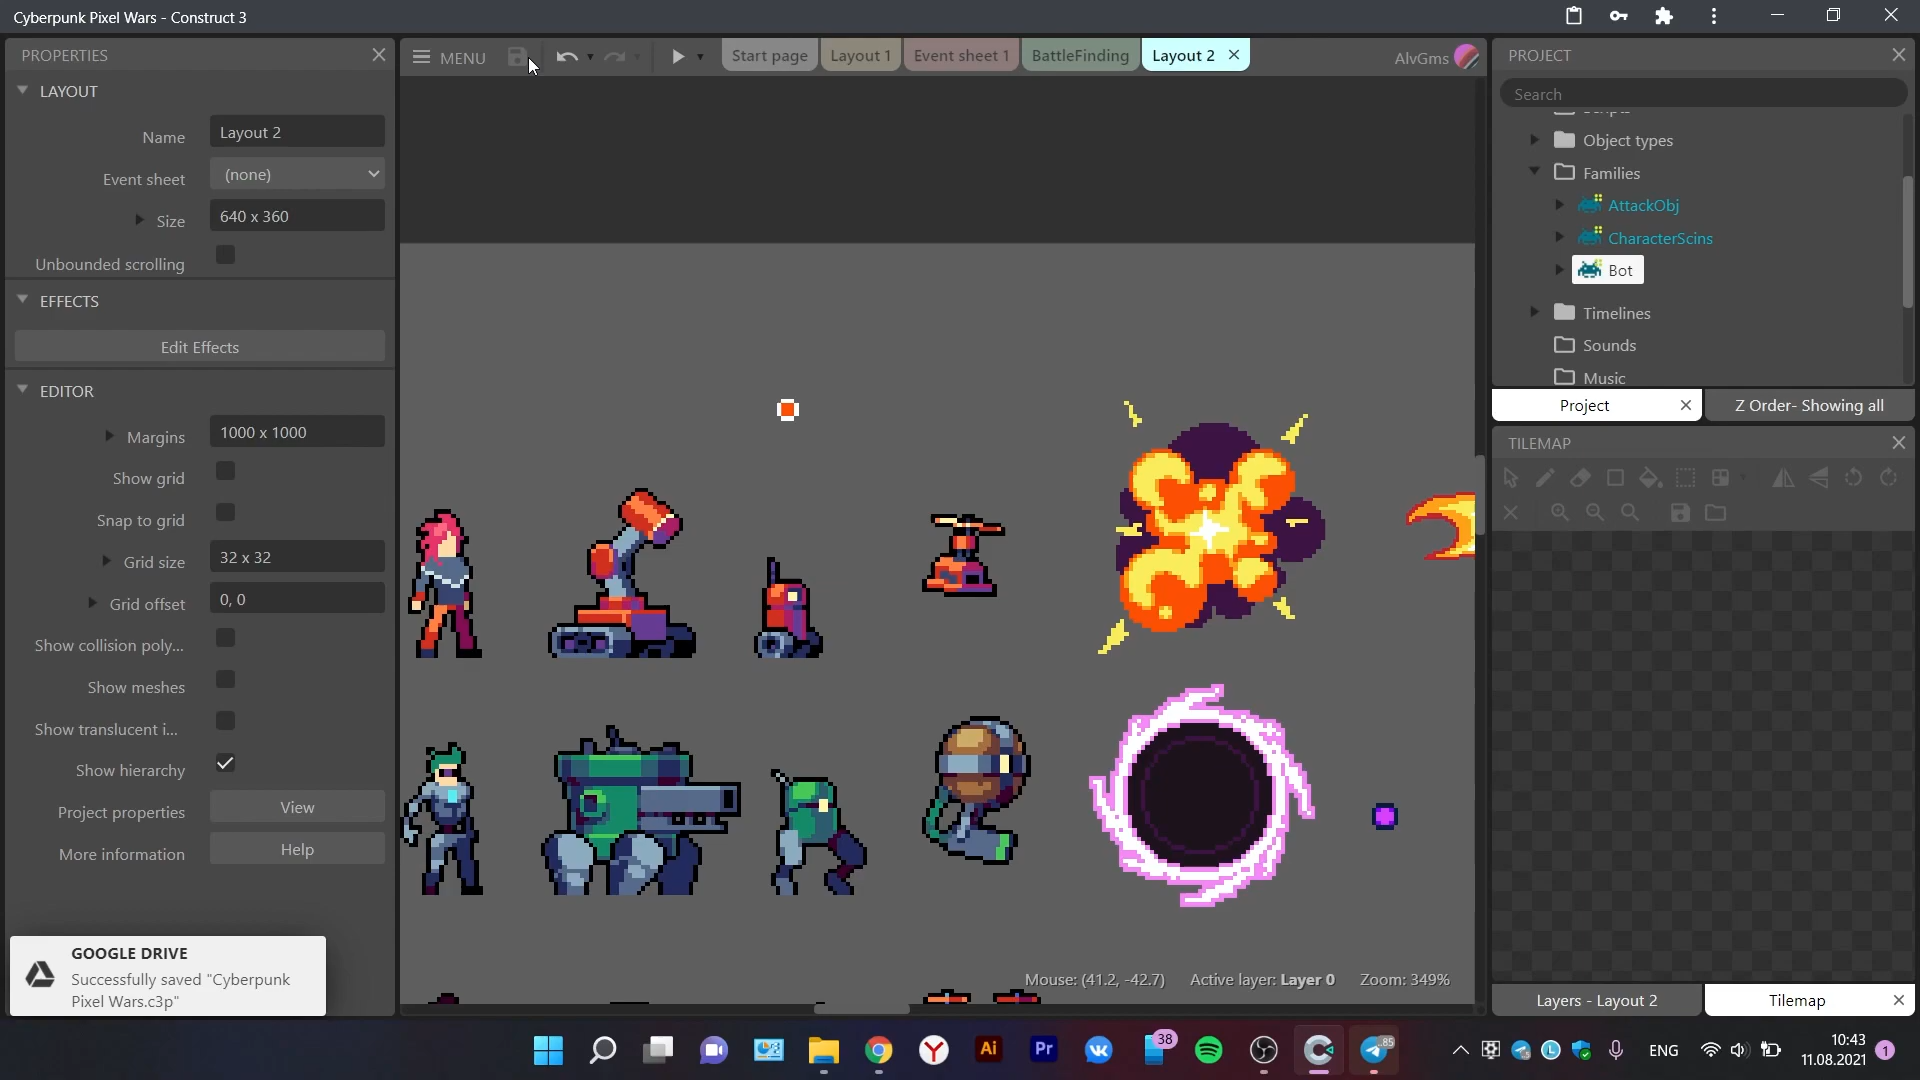 Cyberpunk Pixel Wars - Construct 3
PROPERTIES
LAYOUT
Name
Layout 2
Event sheet
(none)
Size
640 x 360
Unbounded scrolling
EFFECTS
Edit Effects
EDITOR
Margins
1000 x 1000
Show grid
Snap to grid
Grid size
32 x 32
Grid offset
0, 0
Show collision poly...
Show meshes
Show translucent i...
Show hierarchy
Project properties
View
More information
Help
GOOGLE DRIVE
Successfully saved "Cyberpunk
Pixel Wars.c3p"
MENU
Start page
Layout 1
Event sheet 1
BattleFinding
Layout 2
AlvGms
Mouse: (41.2, -42.7) Active layer: Layer 0 Zoom: 349%
PROJECT
Search
Scripts
Object types
Families
AttackObj
CharacterScins
Bot
Timelines
Sounds
Music
Project
Z Order- Showing all
TILEMAP
Layers - Layout 2
Tilemap
Ai
Pr
38
85
ENG
10:43
11.08.2021
1